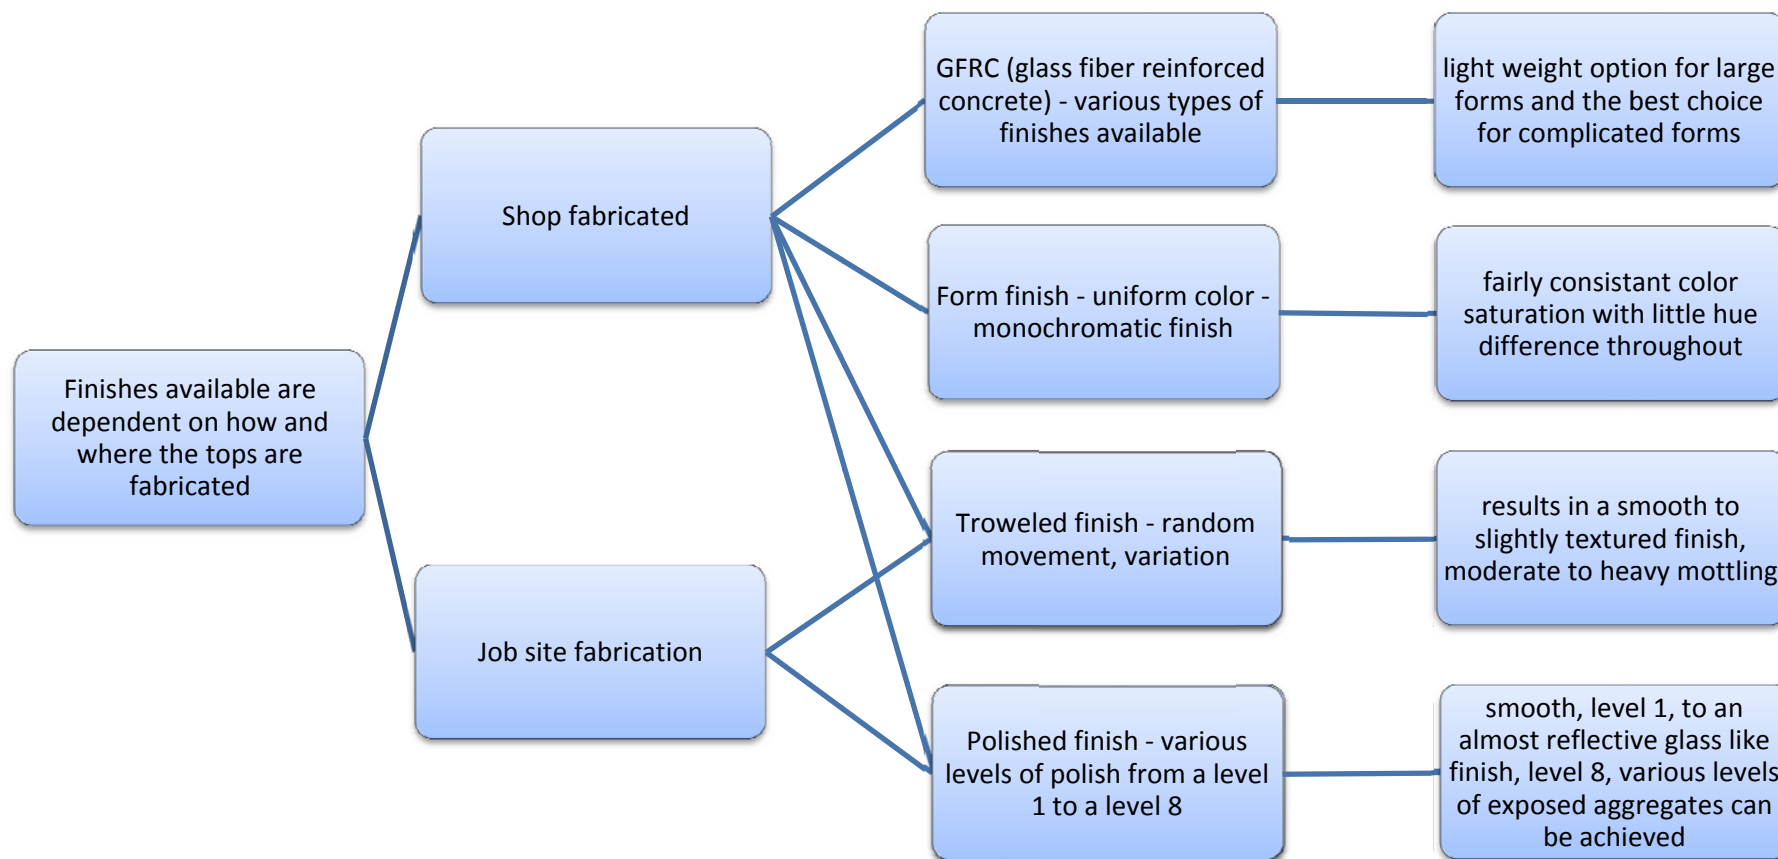 Finishes available are
dependent on how and
where the tops are
fabricated
Shop fabricated
Job site fabrication
GFRC (glass fiber reinforced
concrete) - various types of
finishes available
light weight option for large
forms and the best choice
for complicated forms
Form finish - uniform color -
monochromatic finish
fairly consistant color
saturation with little hue
difference throughout
Troweled finish - random
movement, variation
results in a smooth to
slightly textured finish,
moderate to heavy mottling
Polished finish - various
levels of polish from a level
1 to a level 8
smooth, level 1, to an
almost reflective glass like
finish, level 8, various levels
of exposed aggregates can
be achieved